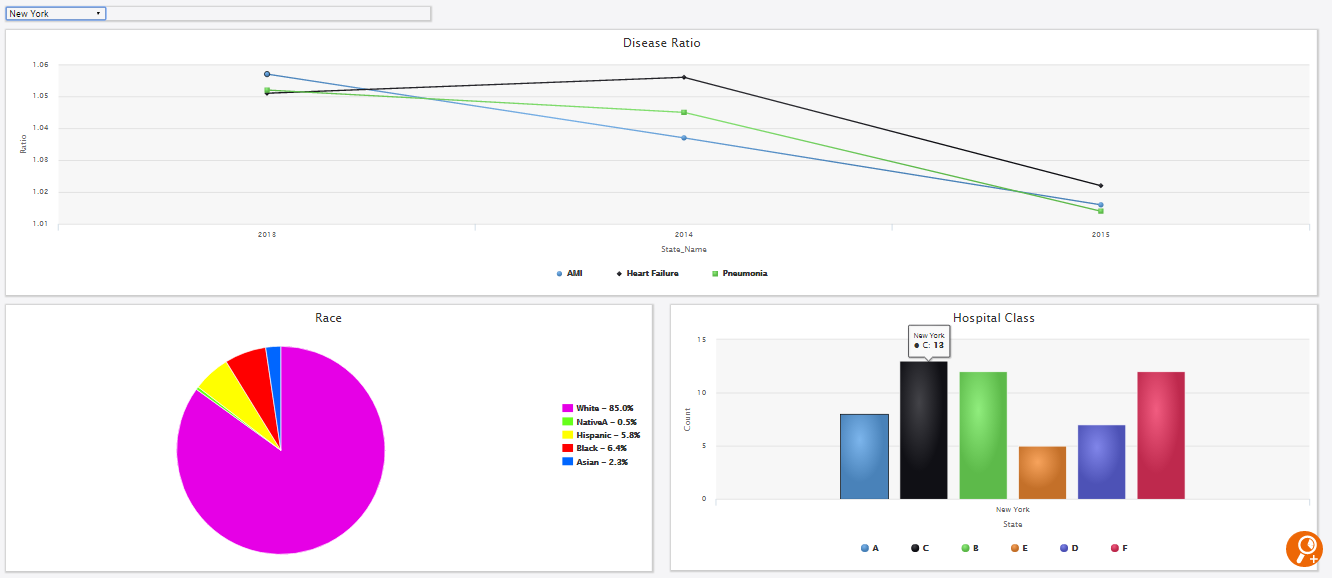 New York
Disease Ratio
1.06
1.05
1.04
1.03
1.02
1.01
Ratio
2013 2014 2015
State_Name
AMI Heart Failure Pneumonia
Race
White - 85.0%
NativeA - 0.5%
Hispanic - 5.8%
Black - 6.4%
Asian - 2.3%
Hospital Class
New York
C: 13
15
10
5
0
Count
New York
State
A C B E D F